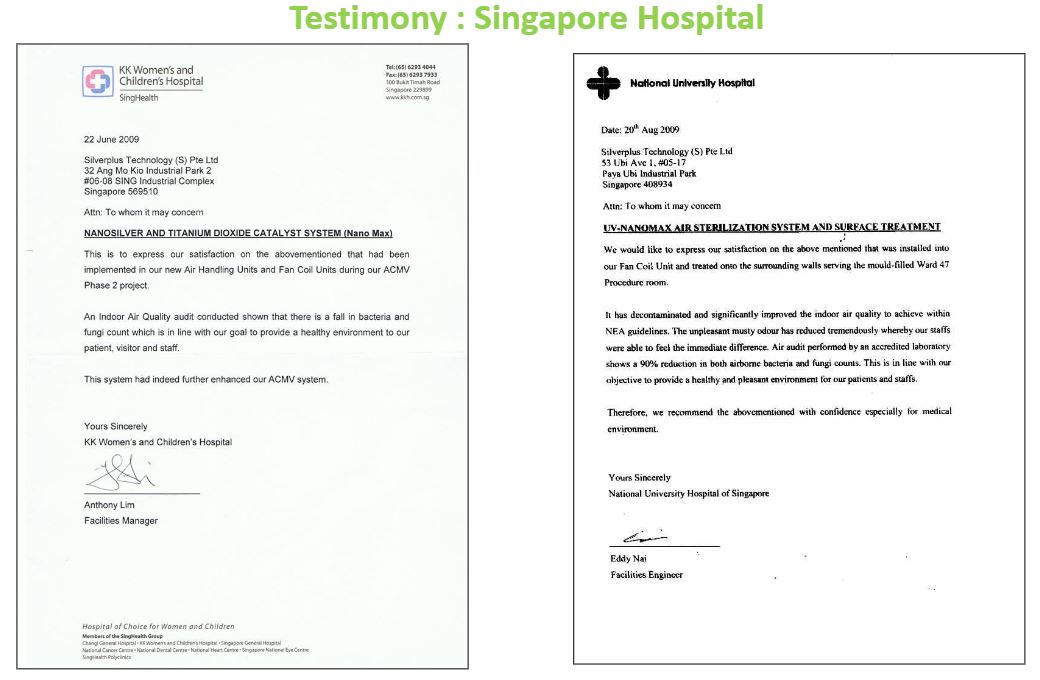 Testimony : Singapore Hospital
KK Women's and
Children's Hospital
SingHealth
Tel: (65) 6293 4044
Fax: (65) 6293 7933
100 Bukit Timah Road
Singapore 229899
www.kkh.com.sg
22 June 2009
Silverplus Technology (S) Pte Ltd
32 Ang Mo Kio Industrial Park 2
#06-08 SING Industrial Complex
Singapore 569510
Attn: To whom it may concern
NANOSILVER AND TITANIUM DIOXIDE CATALYST SYSTEM (Nano Max)
This is to express our satisfaction on the abovementioned that had been
implemented in our new Air Handling Units and Fan Coil Units during our ACMV
Phase 2 project.
An Indoor Air Quality audit conducted shown that there is a fall in bacteria and
fungi count which is in line with our goal to provide a healthy environment to our
patient, visitor and staff.
This system had indeed further enhanced our ACMV system.
Yours Sincerely
KK Women's and Children's Hospital
Anthony Lim
Facilities Manager
Hospital of Choice for Women and Children
Members of the SingHealth Group
Changi General Hospital • KK Women's and Children's Hospital • Singapore General Hospital
National Cancer Centre • National Dental Centre • National Heart Centre • Singapore National Eye Centre
SingHealth Polyclinics
National University Hospital
Date: 20th Aug 2009
Silverplus Technology (S) Pte Ltd
53 Ubi Ave 1, #05-17
Paya Ubi Industrial Park
Singapore 408934
Attn: To whom it may concern
UV-NANOMAX AIR STERILIZATION SYSTEM AND SURFACE TREATMENT
We would like to express our satisfaction on the above mentioned that was installed into
our Fan Coil Unit and treated onto the surrounding walls serving the mould-filled Ward 47
Procedure room.
It has decontaminated and significantly improved the indoor air quality to achieve within
NEA guidelines. The unpleasant musty odour has reduced tremendously whereby our staffs
were able to feel the immediate difference. Air audit performed by an accredited laboratory
shows a 90% reduction in both airborne bacteria and fungi counts. This is in line with our
objective to provide a healthy and pleasant environment for our patients and staffs.
Therefore, we recommend the abovementioned with confidence especially for medical
environment.
Yours Sincerely
National University Hospital of Singapore
Eddy Nai
Facilities Engineer